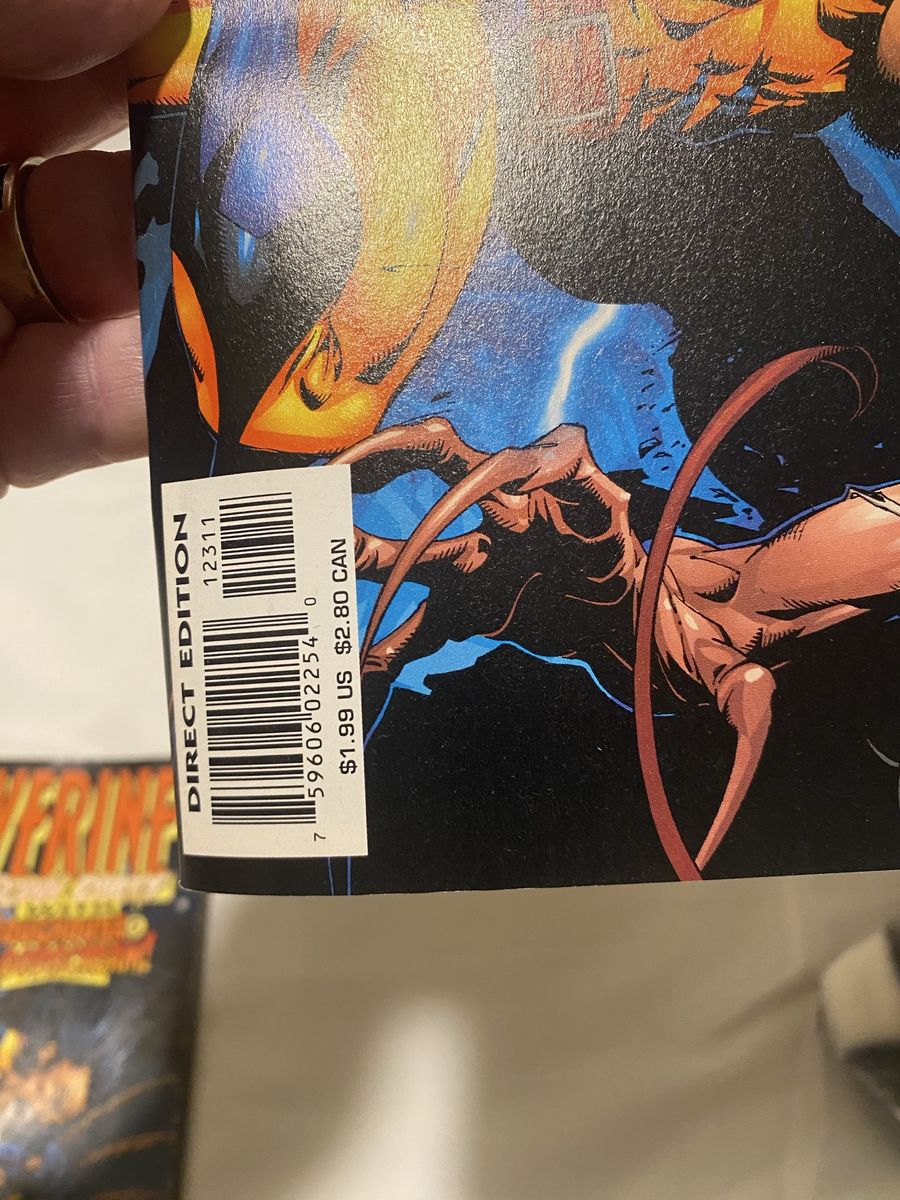 DIRECT EDITION
12311
7 59606 02254 0
$1.99 US $2.80 CAN
VERINE